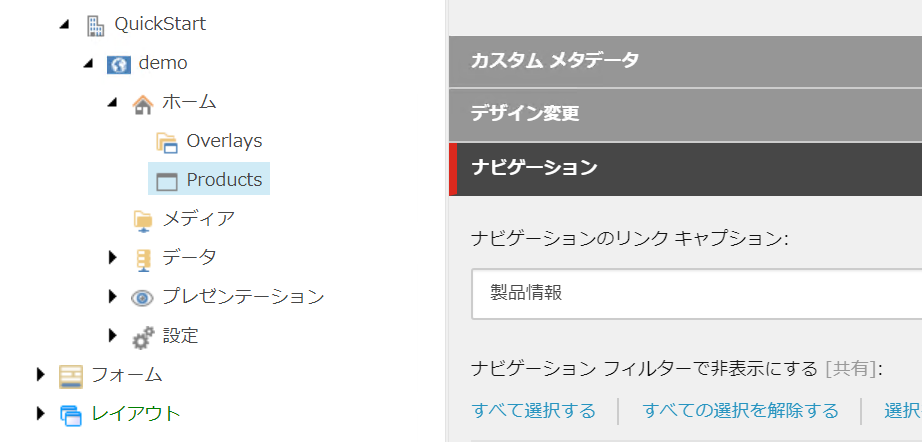 QuickStart
demo
ホーム
Overlays
Products
メディア
データ
プレゼンテーション
設定
フォーム
レイアウト
カスタム メタデータ
デザイン変更
ナビゲーション
ナビゲーションのリンク キャプション:
製品情報
ナビゲーション フィルターで非表示にする [共有]:
すべて選択する すべての選択を解除する 選択